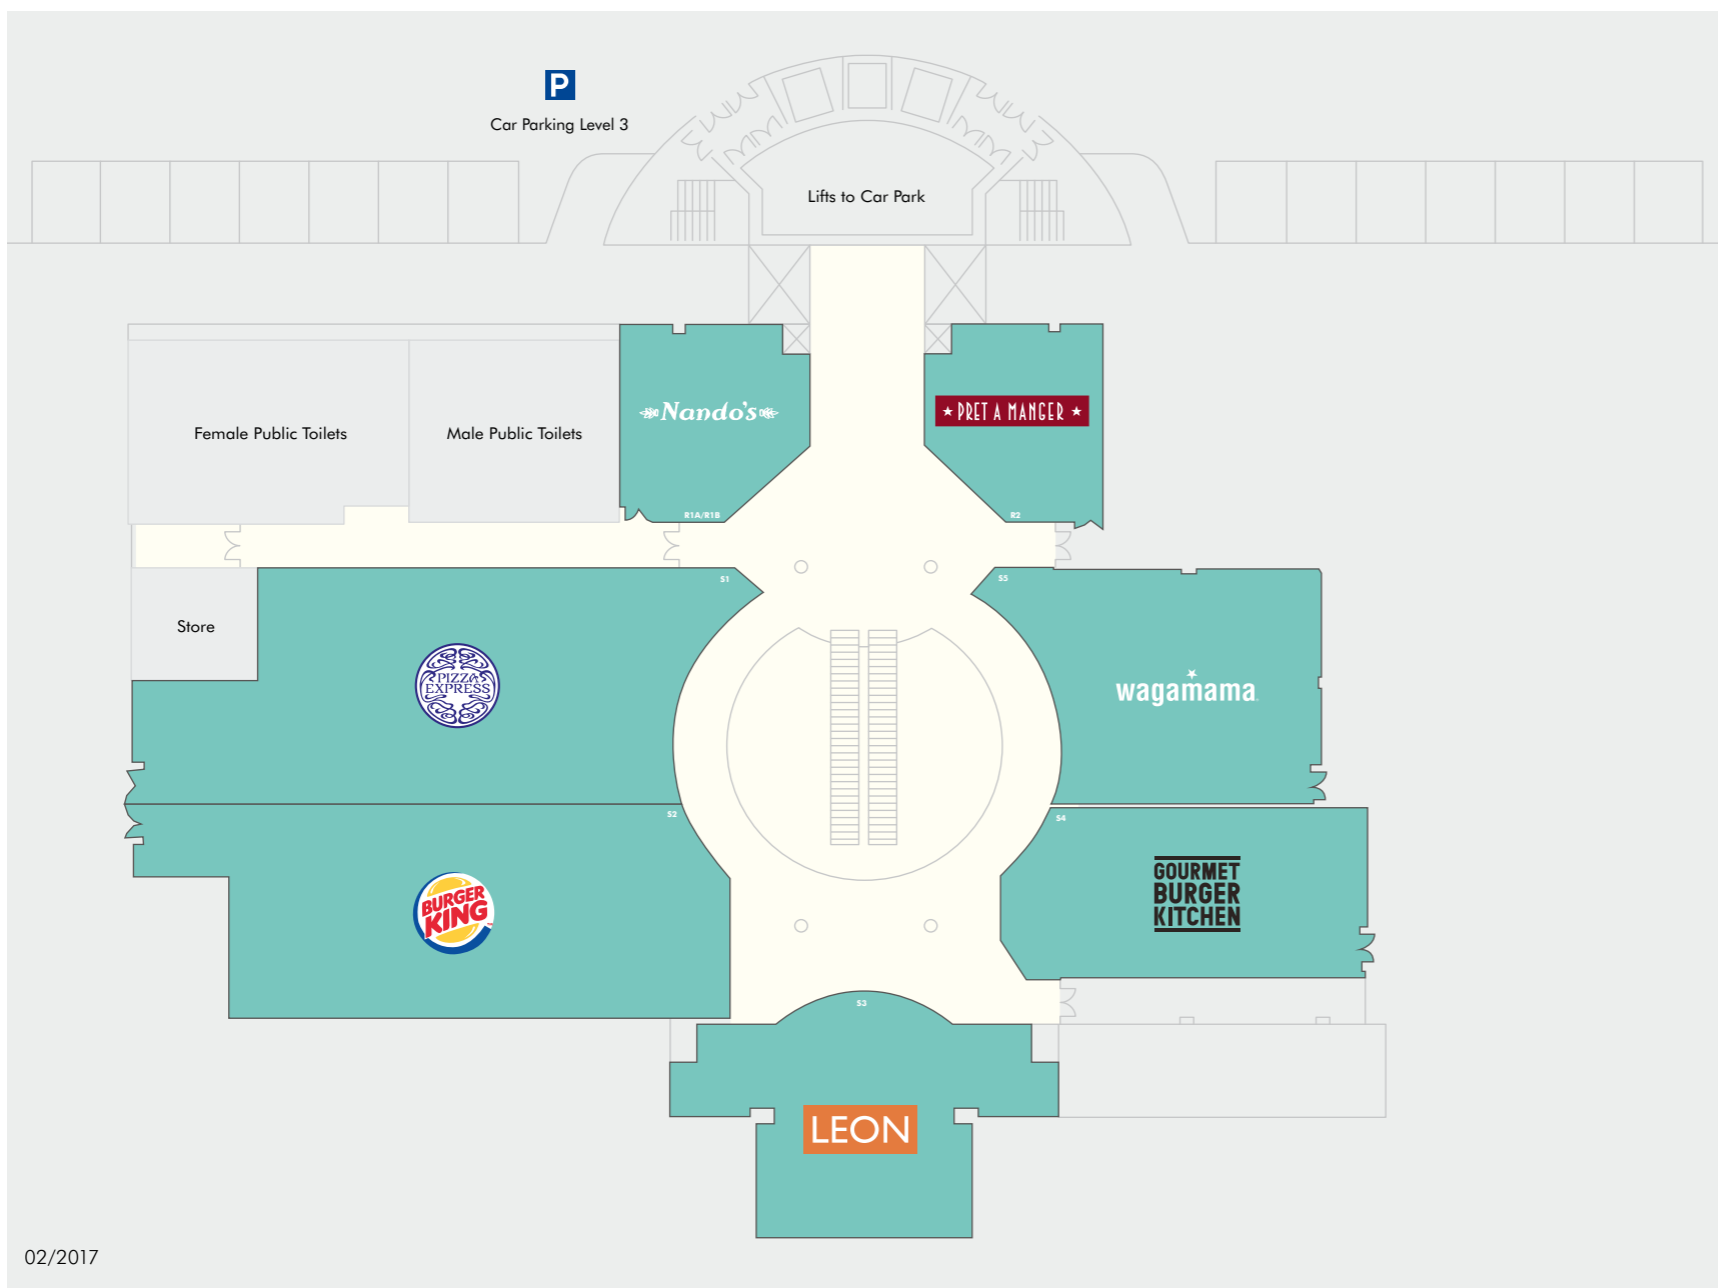 P
Car Parking Level 3
Lifts to Car Park
Nando's
★ PRET A MANGER ★
Female Public Toilets
Male Public Toilets
R1A/R1B
R2
S1
S5
Store
PIZZA
EXPRESS
wagamama
S2
S4
BURGER
KING
GOURMET
BURGER
KITCHEN
S3
LEON
02/2017